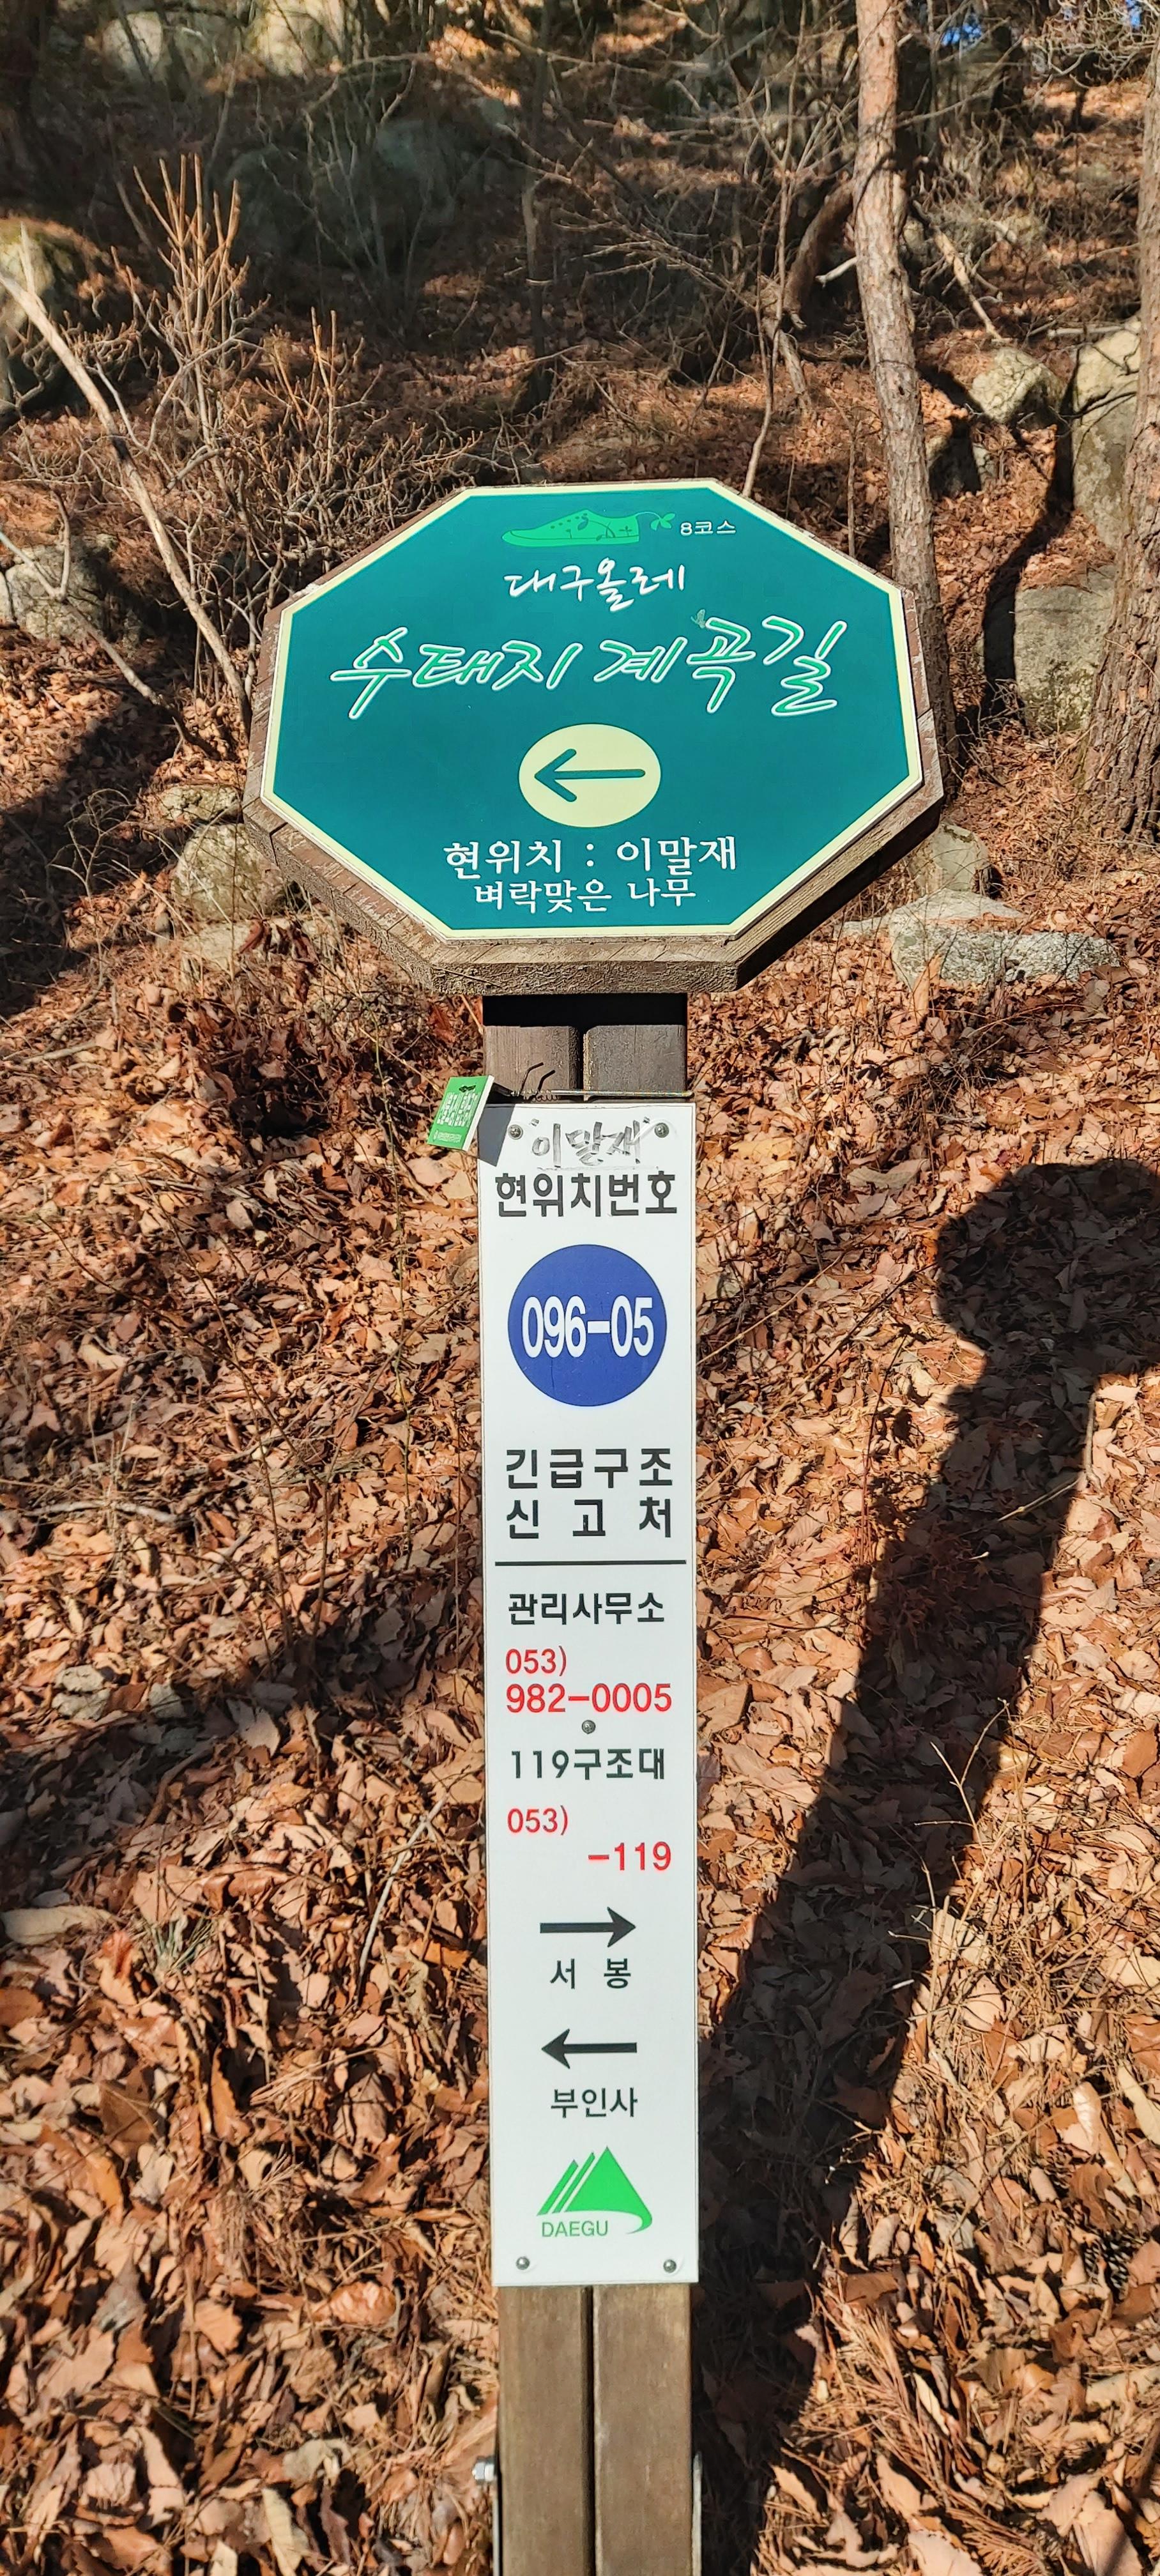 8코스
대구올레
수태지 계곡길
현위치 : 이말재
벼락맞은 나무
"이말재"
현위치번호
096-05
긴급구조
신 고 처
관리사무소
053)
982-0005
119구조대
053)
-119
서 봉
부인사
DAEGU